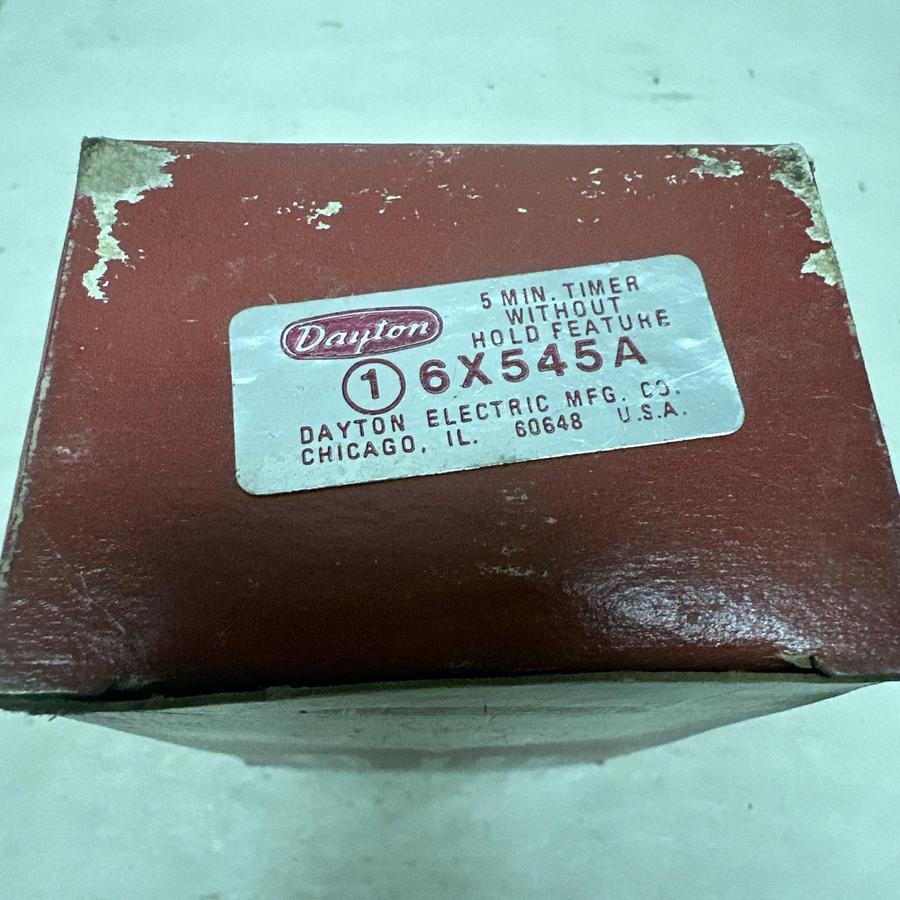 Dayton
5 MIN. TIMER
WITHOUT
HOLD FEATURE
1 6X545A
DAYTON ELECTRIC MFG. CO.
CHICAGO, IL. 60648 U.S.A.